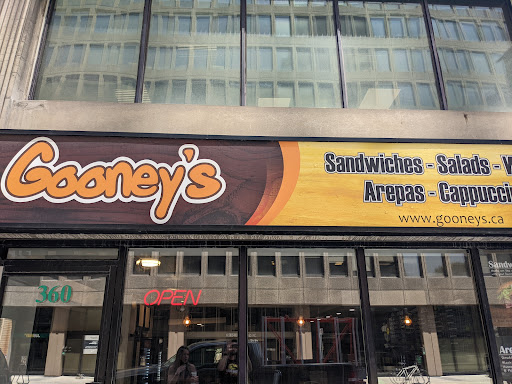 Gooney's
Sandwiches - Salads -
Arepas - Cappucci
www.gooneys.ca
360
OPEN